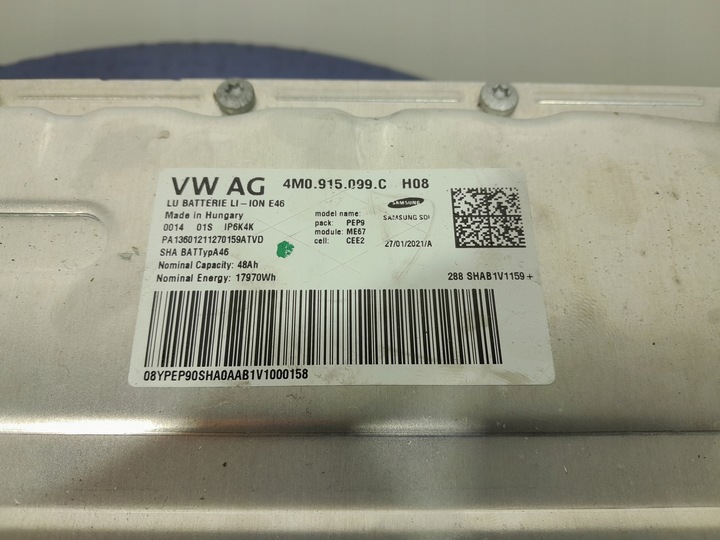 VW AG 4M0.915.099.C H08
LU BATTERIE LI-ION E46
Made in Hungary
0014 01S IP6K4K
PA13601211270159ATVD
SHA BATTypA46
Nominal Capacity: 48Ah
Nominal Energy: 17970Wh
model name:
pack: PEP9
module: ME67
cell: CEE2
SAMSUNG
SAMSUNG SDI
27/01/2021/A
288 SHAB1V1159+
08YPEP90SHA0AAB1V1000158